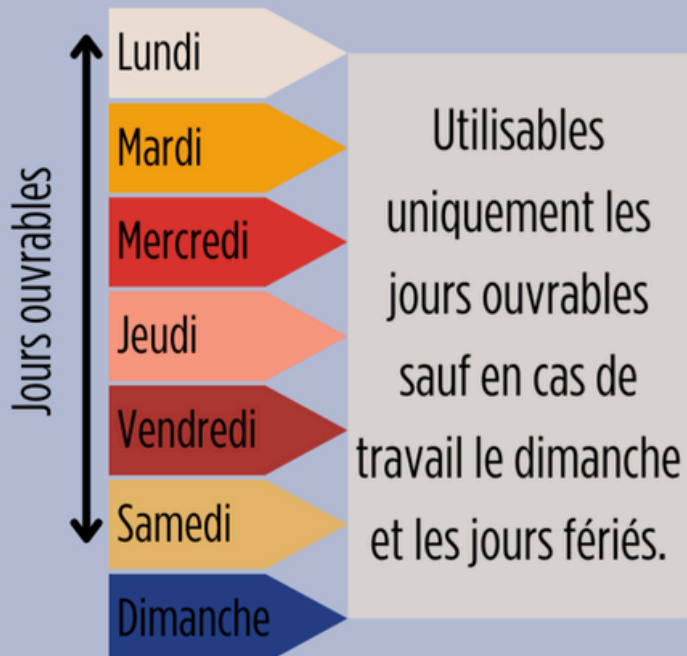 Jours ouvrables
Lundi
Mardi
Mercredi
Jeudi
Vendredi
Samedi
Dimanche
Utilisables
uniquement les
jours ouvrables
sauf en cas de
travail le dimanche
et les jours fériés.